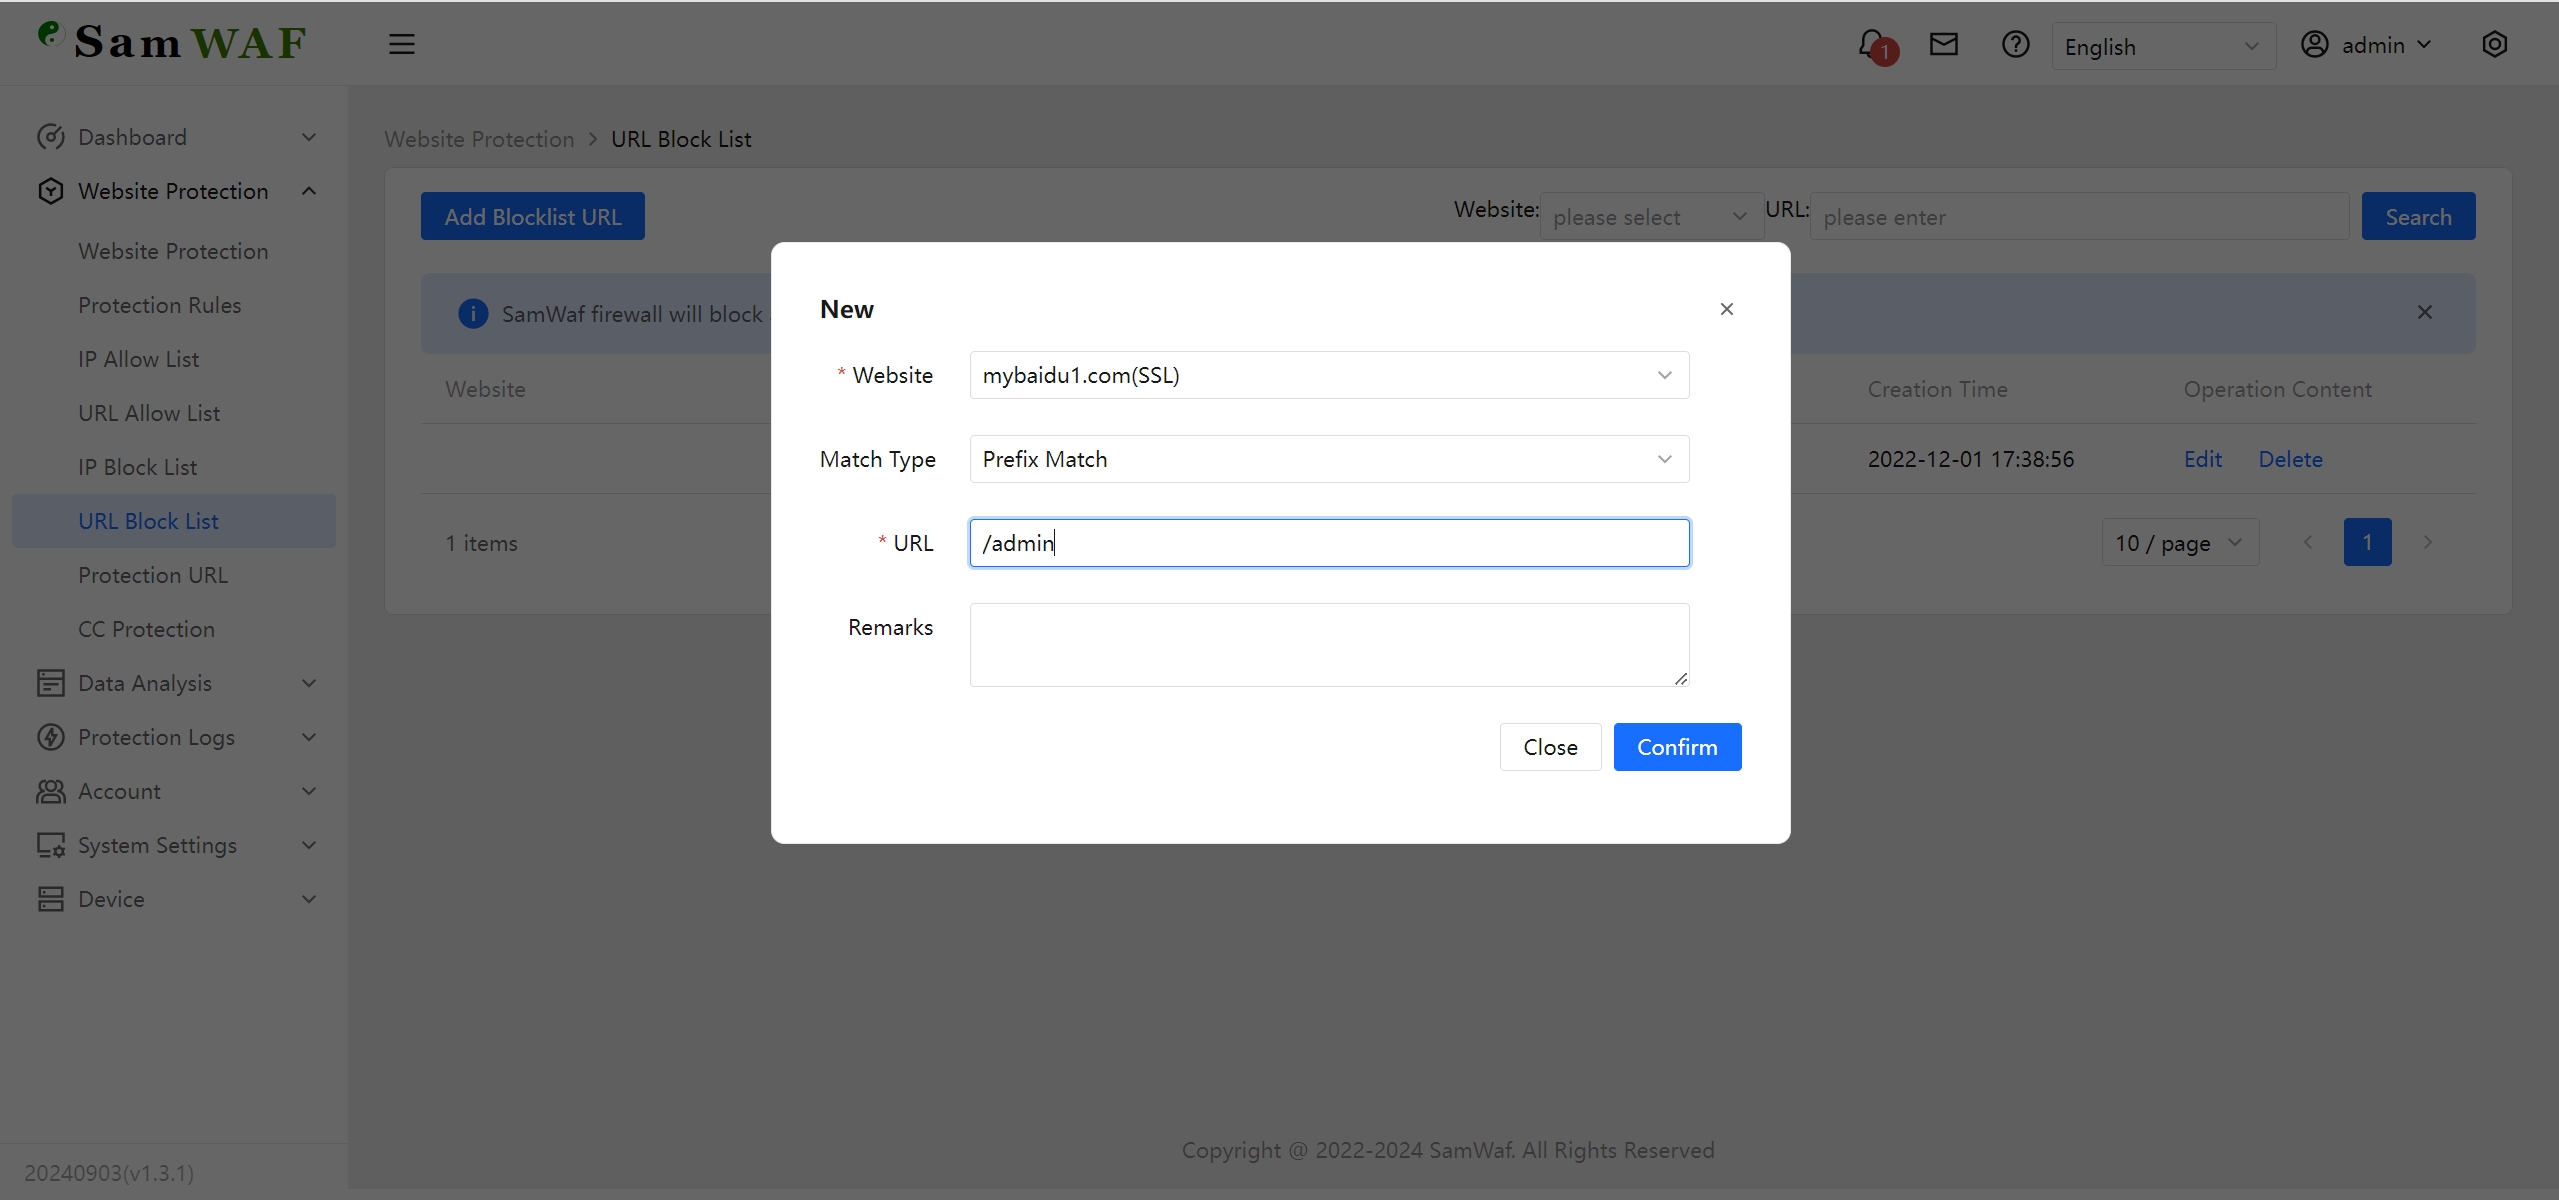 Sam WAF
1
English
admin
Dashboard
Website Protection
Website Protection
Protection Rules
IP Allow List
URL Allow List
IP Block List
URL Block List
Protection URL
CC Protection
Data Analysis
Protection Logs
Account
System Settings
Device
20240903(v1.3.1)
Website Protection > URL Block List
Add Blocklist URL
Website: please select URL: please enter Search
SamWaf firewall will block
Website Creation Time Operation Content
2022-12-01 17:38:56 Edit Delete
1 items 10 / page 1
New
* Website mybaidu1.com(SSL)
Match Type Prefix Match
* URL /admin
Remarks
Close Confirm
Copyright @ 2022-2024 SamWaf. All Rights Reserved